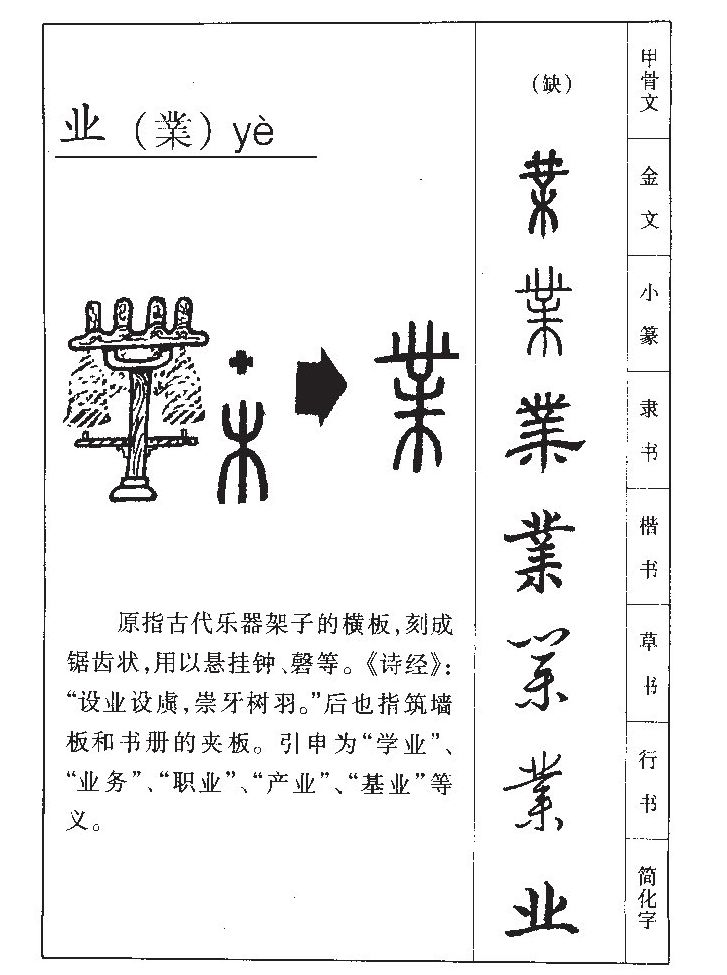 业（業）yè
原指古代乐器架子的横板，刻成
锯齿状，用以悬挂钟、磬等。《诗经》：
“设业设虡，崇牙树羽。”后也指筑墙
板和书册的夹板。引申为“学业”、
“业务”、“职业”、“产业”、“基业”等
义。
（缺）
業
業
業
業
業
業
业
甲骨文
金文
小篆
隶书
楷书
草书
行书
简化字